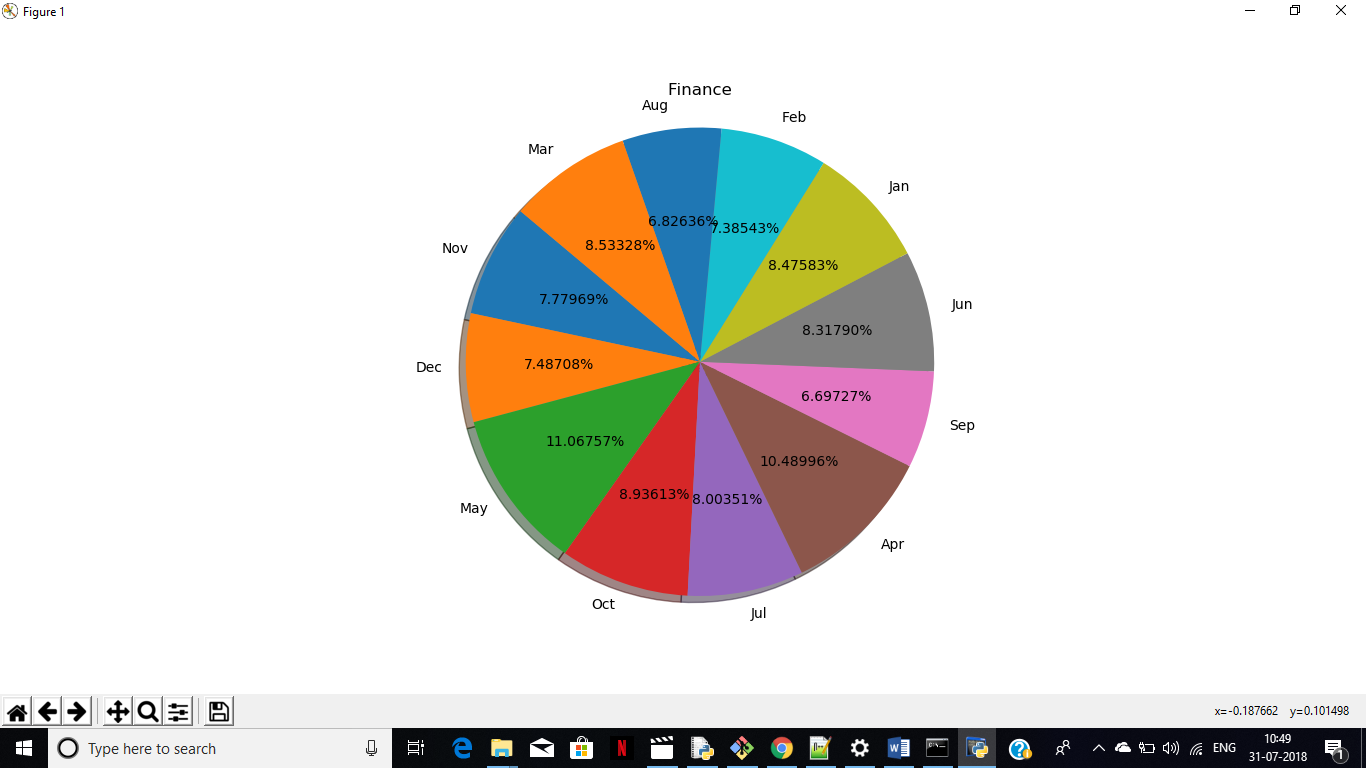 Figure 1
Finance
Aug
Feb
Mar
Jan
6.82636%
7.38543%
8.53328%
Nov
8.47583%
7.77969%
Jun
8.31790%
Dec
7.48708%
6.69727%
Sep
11.06757%
10.48996%
May
8.93613%
8.00351%
Apr
Oct
Jul
x=-0.187662 y=0.101498
Type here to search
ENG
10:49
31-07-2018
1